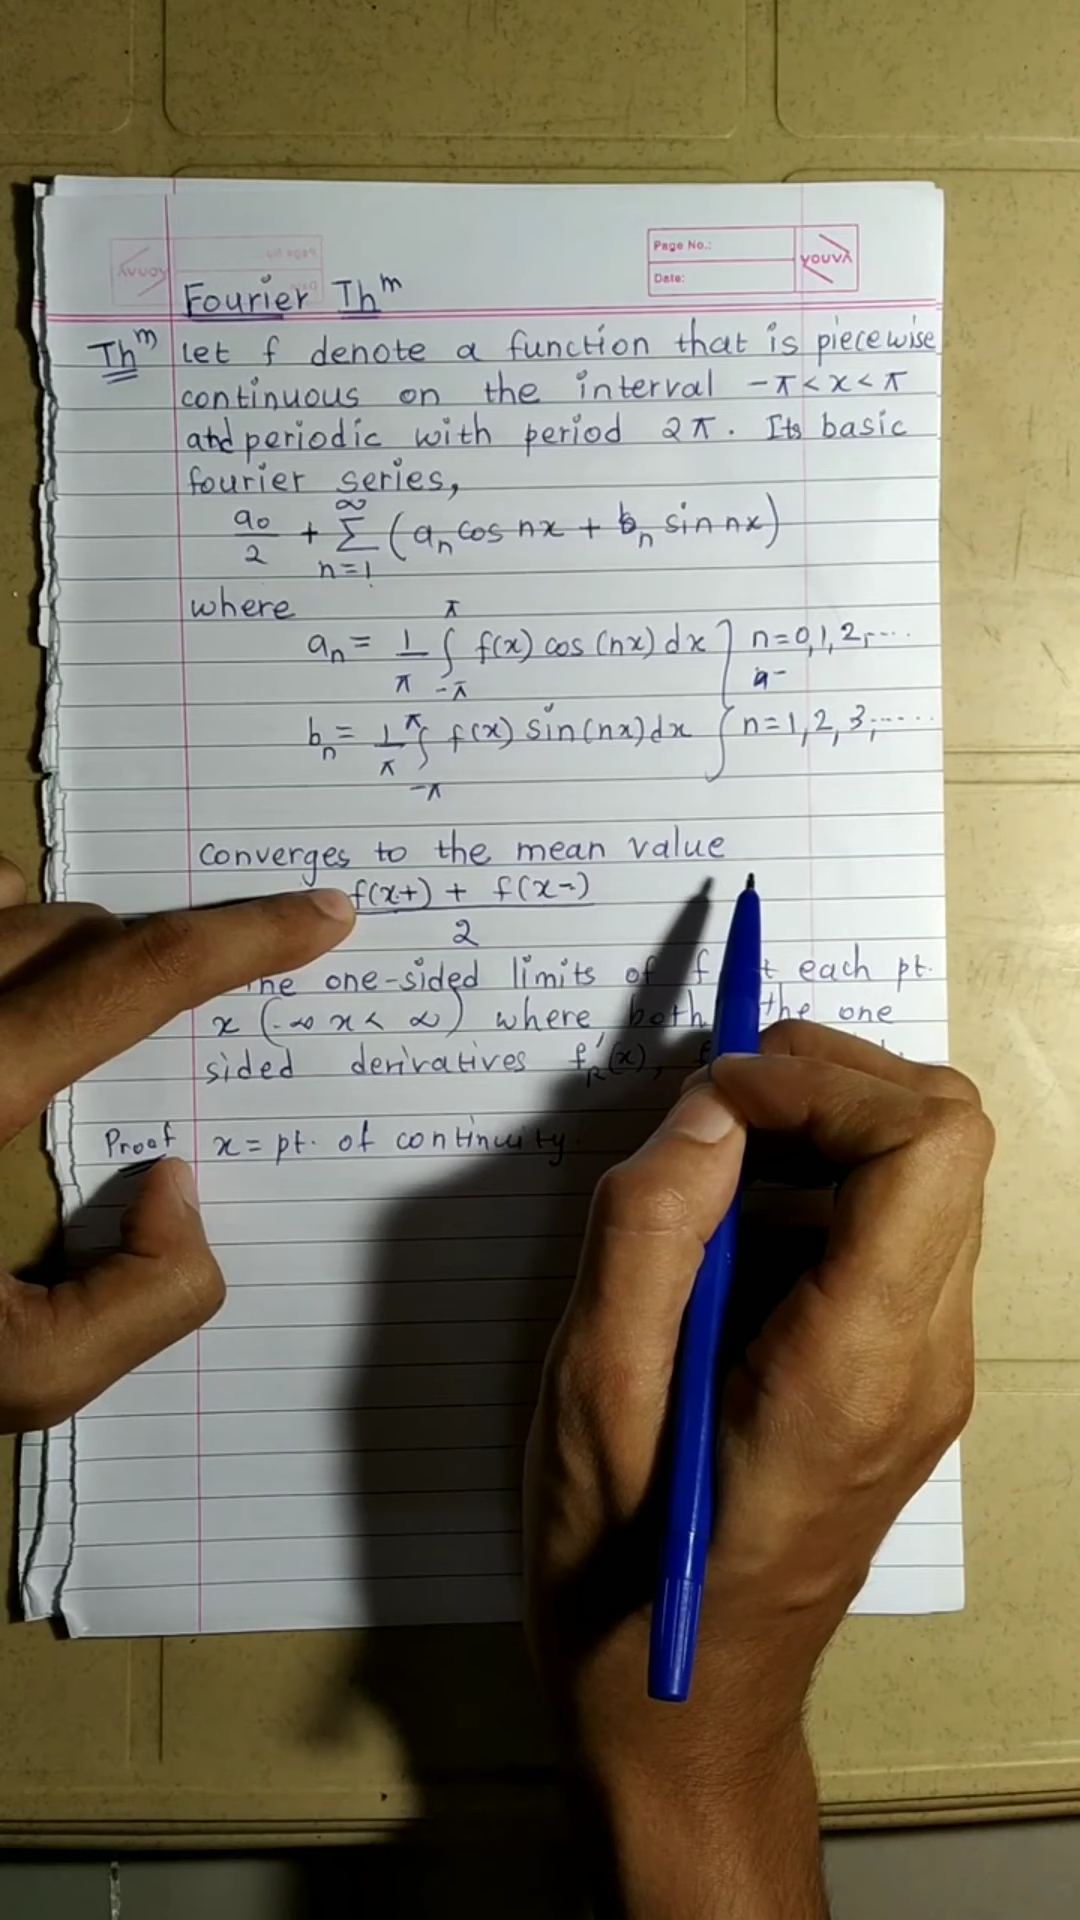 Page No.:
Date:
YOUVA
Fourier Thᵐ
Thᵐ Let f denote a function that is piecewise
continuous on the interval -π < x < π
and periodic with period 2π. Its basic
fourier series,
a₀/2 + Σ_{n=1}^{∞} (aₙ cos nx + bₙ sin nx)
where
aₙ = 1/π ∫_{-π}^{π} f(x) cos (nx) dx } n=0,1,2,....
bₙ = 1/π ∫_{-π}^{π} f(x) sin(nx) dx } n=1,2,3,......
converges to the mean value
f(x+) + f(x-)
2
one-sided limits of f each pt.
x (-∞ x < ∞) where both the one
sided derivatives f'_R(x),
Proof x = pt. of continuity.